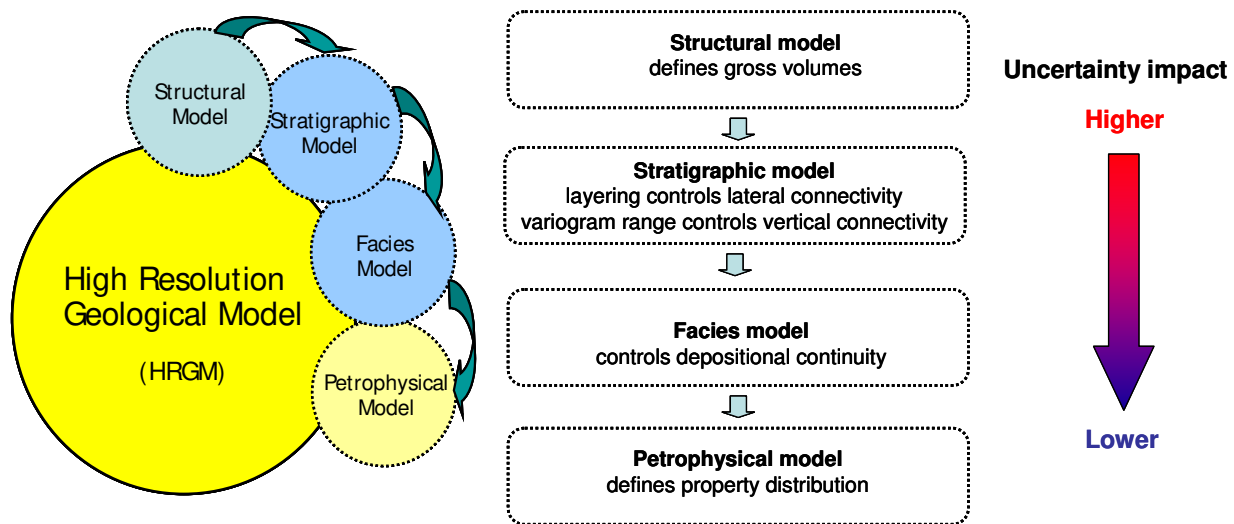 Structural
Model
Stratigraphic
Model
Facies
Model
Petrophysical
Model
High Resolution
Geological Model
(HRGM)
Structural model
defines gross volumes
Stratigraphic model
layering controls lateral connectivity
variogram range controls vertical connectivity
Facies model
controls depositional continuity
Petrophysical model
defines property distribution
Uncertainty impact
Higher
Lower